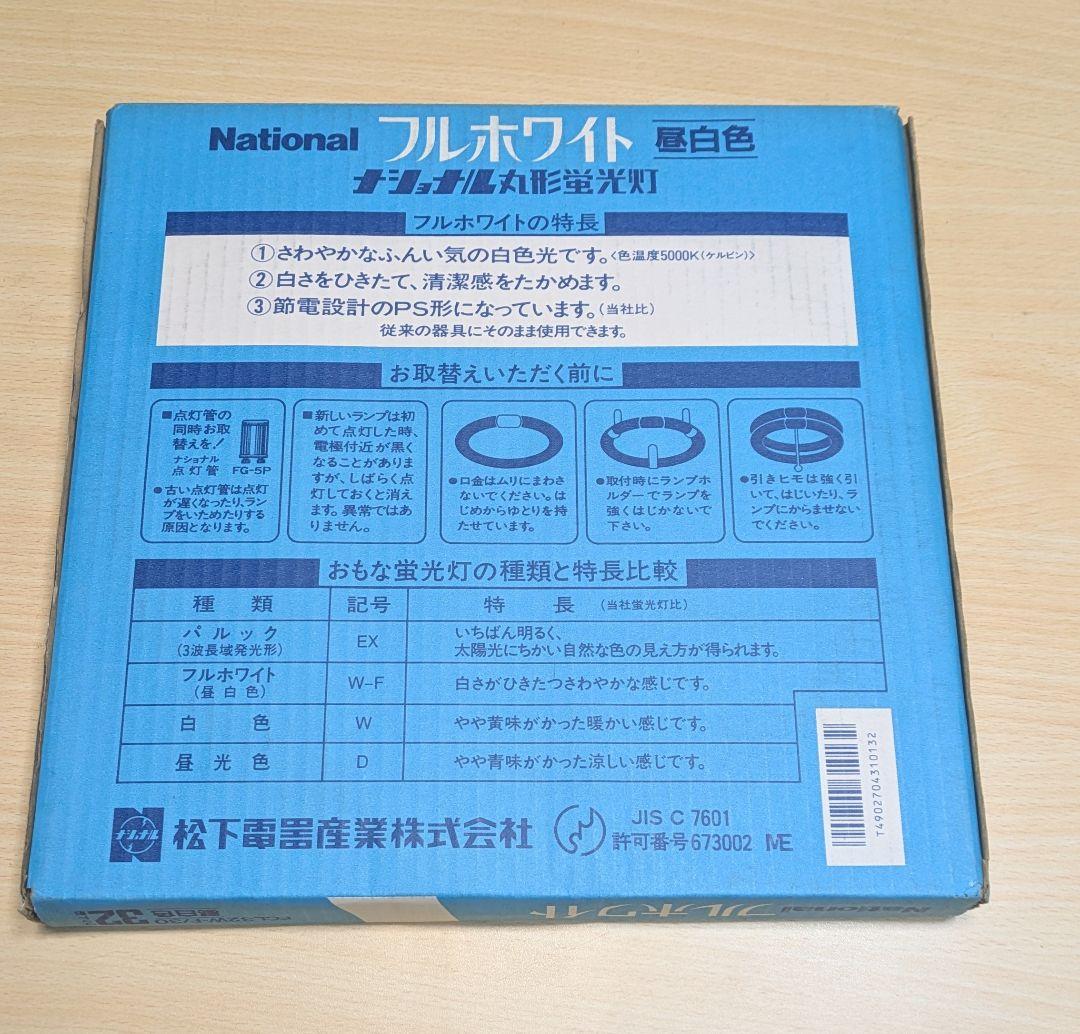 National フルホワイト 昼白色
ナショナル丸形蛍光灯
フルホワイトの特長
①さわやかなふんい気の白色光です。〈色温度5000K(ケルビン)〉
②白さをひきたて、清潔感をたかめます。
③節電設計のPS形になっています。(当社比)
従来の器具にそのまま使用できます。
お取替えいただく前に
■点灯管の
同時お取
替えを!
ナショナル
点灯管 FG-5P
●古い点灯管は点灯
が遅くなったり、ラン
プをいためたりする
原因となります。
■新しいランプは初
めて点灯した時、
電極付近が黒く
なることがありま
すが、しばらく点
灯しておくと消え
ます。異常ではあ
りません。
●口金はムリにまわさ
ないでください。は
じめからゆとりを持
たせています。
●取付時にランプホ
ルダーでランプを
強くはじかないで
下さい。
●引きヒモは強く引
いて、はじいたり、ラ
ンプにからませない
でください。
おもな蛍光灯の種類と特長比較
種類 記号 特長 (当社蛍光灯比)
パルック
(3波長域発光形)
EX
いちばん明るく、
太陽光にちかい自然な色の見え方が得られます。
フルホワイト
(昼白色)
W-F
白さがひきたつさわやかな感じです。
白色 W やや黄味がかった暖かい感じです。
昼光色 D やや青味がかった涼しい感じです。
T4902704310132
ナショナル
松下電器産業株式会社
JIS C 7601
許可番号673002 ME
National
フルホワイト
昼白色
32